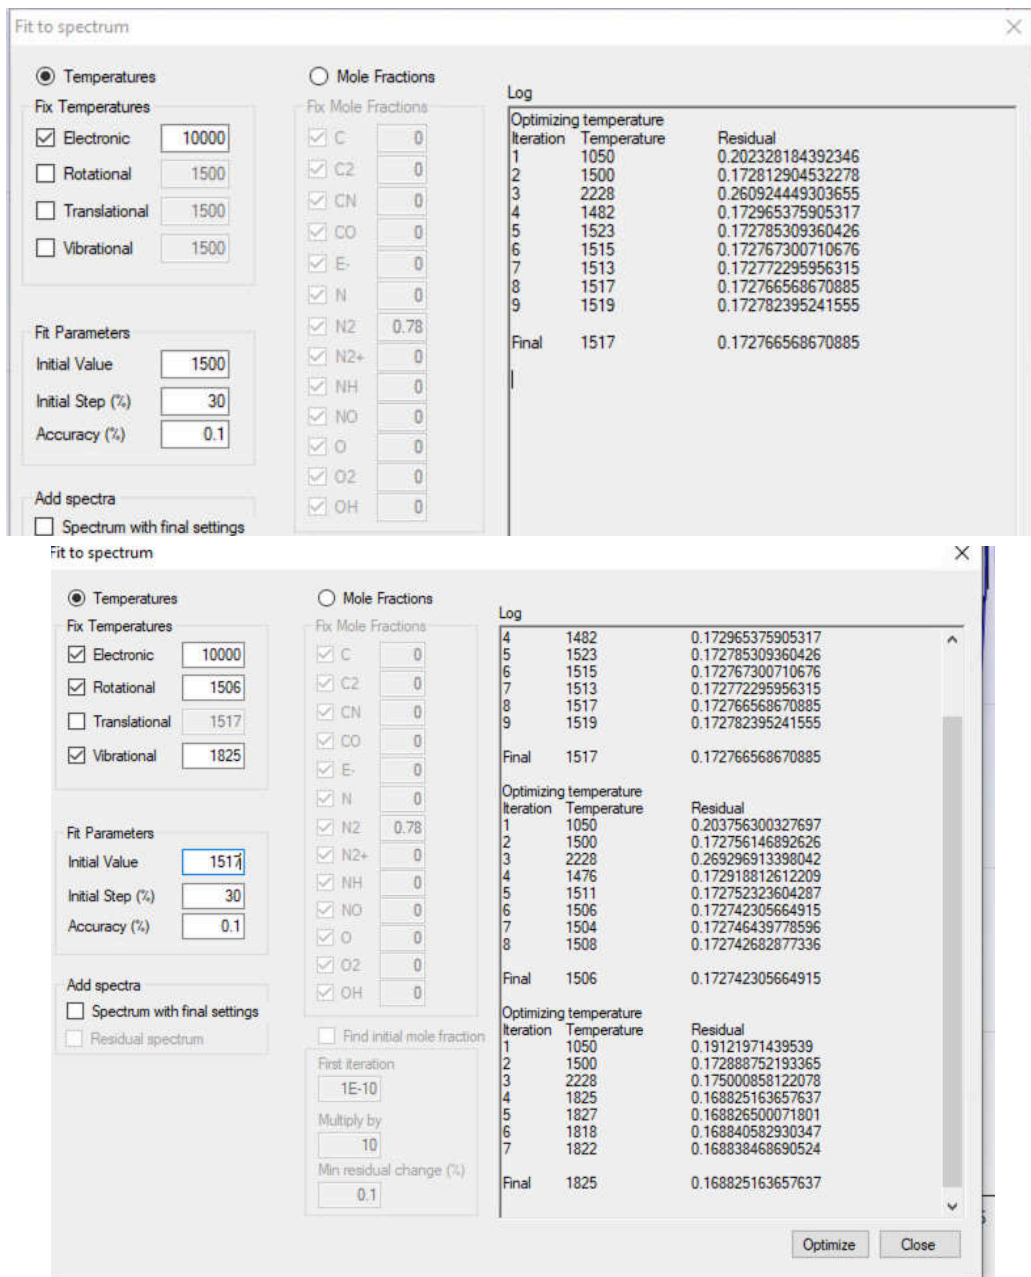 Fit to spectrum
Temperatures
Fix Temperatures
Electronic 10000
Rotational 1500
Translational 1500
Vibrational 1500
Fit Parameters
Initial Value 1500
Initial Step (%) 30
Accuracy (%) 0.1
Add spectra
Spectrum with final settings
Mole Fractions
Fix Mole Fractions
C 0
C2 0
CN 0
CO 0
E- 0
N 0
N2 0.78
N2+ 0
NH 0
NO 0
O 0
O2 0
OH 0
Log
Optimizing temperature
Iteration Temperature Residual
1 1050 0.202328184392346
2 1500 0.172812904532278
3 2228 0.260924449303655
4 1482 0.172965375905317
5 1523 0.172785309360426
6 1515 0.172767300710676
7 1513 0.172772295956315
8 1517 0.172766568670885
9 1519 0.172782395241555
Final 1517 0.172766568670885
Fit to spectrum
Temperatures
Fix Temperatures
Electronic 10000
Rotational 1506
Translational 1517
Vibrational 1825
Fit Parameters
Initial Value 1517
Initial Step (%) 30
Accuracy (%) 0.1
Add spectra
Spectrum with final settings
Residual spectrum
Mole Fractions
Fix Mole Fractions
C 0
C2 0
CN 0
CO 0
E- 0
N 0
N2 0.78
N2+ 0
NH 0
NO 0
O 0
O2 0
OH 0
Find initial mole fraction
First iteration
1E-10
Multiply by
10
Min residual change (%)
0.1
Log
4 1482 0.172965375905317
5 1523 0.172785309360426
6 1515 0.172767300710676
7 1513 0.172772295956315
8 1517 0.172766568670885
9 1519 0.172782395241555
Final 1517 0.172766568670885
Optimizing temperature
Iteration Temperature Residual
1 1050 0.203756300327697
2 1500 0.172756146892626
3 2228 0.269296913398042
4 1476 0.172918812612209
5 1511 0.172752323604287
6 1506 0.172742305664915
7 1504 0.172746439778596
8 1508 0.172742682877336
Final 1506 0.172742305664915
Optimizing temperature
Iteration Temperature Residual
1 1050 0.19121971439539
2 1500 0.172888752193365
3 2228 0.175000858122078
4 1825 0.168825163657637
5 1827 0.168826500071801
6 1818 0.168840582930347
7 1822 0.168838468690524
Final 1825 0.168825163657637
Optimize
Close